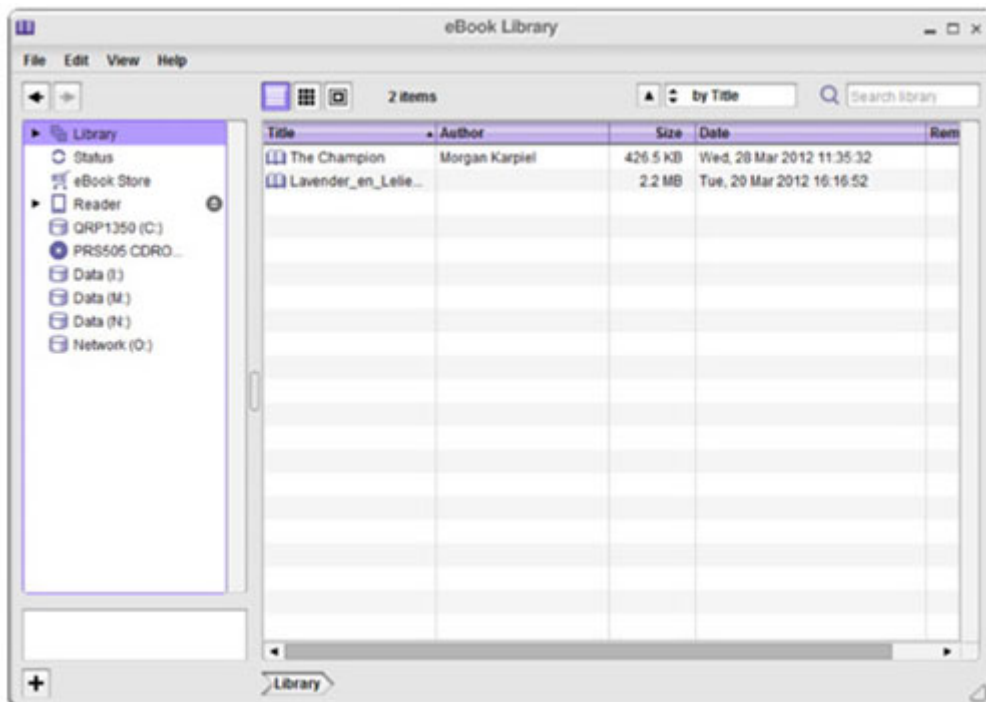 eBook Library
File Edit View Help
2 items by Title Search library
Library
Status
eBook Store
Reader
QRP1350 (C:)
PRS505 CDRO...
Data (I:)
Data (M:)
Data (N:)
Network (O:)
Title Author Size Date Rem
The Champion Morgan Karpiel 426.5 KB Wed, 28 Mar 2012 11:35:32
Lavender_en_Lelie... 2.2 MB Tue, 20 Mar 2012 16:16:52
Library